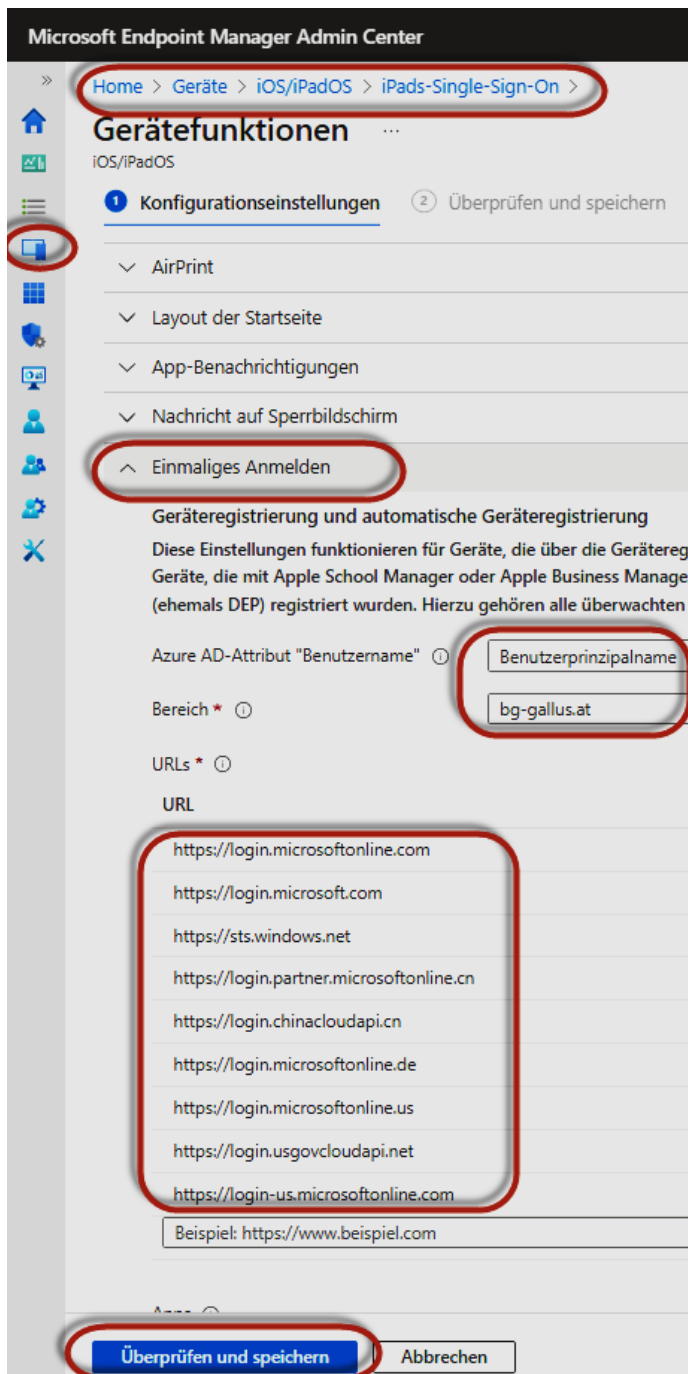 Microsoft Endpoint Manager Admin Center
Home > Geräte > iOS/iPadOS > iPads-Single-Sign-On >
Gerätefunktionen ...
iOS/iPadOS
1 Konfigurationseinstellungen 2 Überprüfen und speichern
AirPrint
Layout der Startseite
App-Benachrichtigungen
Nachricht auf Sperrbildschirm
Einmaliges Anmelden
Geräteregistrierung und automatische Geräteregistrierung
Diese Einstellungen funktionieren für Geräte, die über die Gerätereg
Geräte, die mit Apple School Manager oder Apple Business Manage
(ehemals DEP) registriert wurden. Hierzu gehören alle überwachten
Azure AD-Attribut "Benutzername" Benutzerprinzipalname
Bereich * bg-gallus.at
URLs *
URL
https://login.microsoftonline.com
https://login.microsoft.com
https://sts.windows.net
https://login.partner.microsoftonline.cn
https://login.chinacloudapi.cn
https://login.microsoftonline.de
https://login.microsoftonline.us
https://login.usgovcloudapi.net
https://login-us.microsoftonline.com
Beispiel: https://www.beispiel.com
Überprüfen und speichern Abbrechen